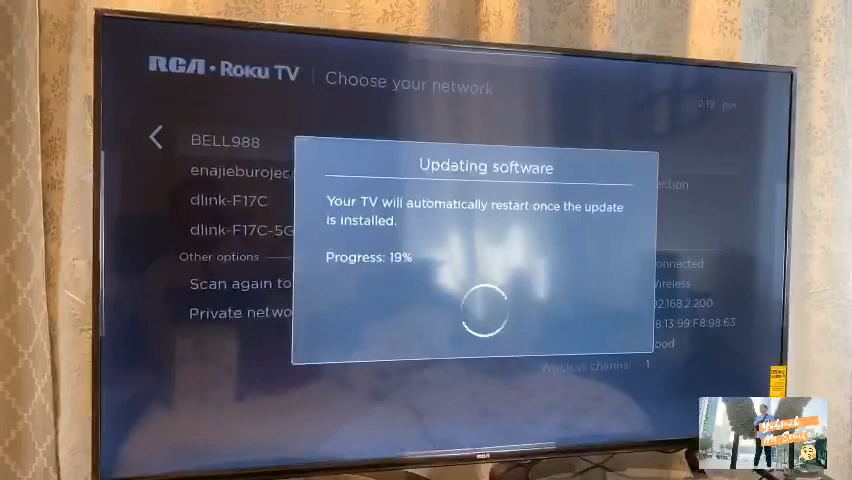 RCA • Roku TV | Choose your network
2:19 pm
BELL988
enajieburojec
dlink-F17C
dlink-F17C-5G
Other options
Scan again to
Private netwo
Updating software
Your TV will automatically restart once the update
is installed.
Progress: 19%
ection
onnected
Wireless
92.168.2.200
8:13:99:F8:98:63
ood
Wireless channel 1
RCA